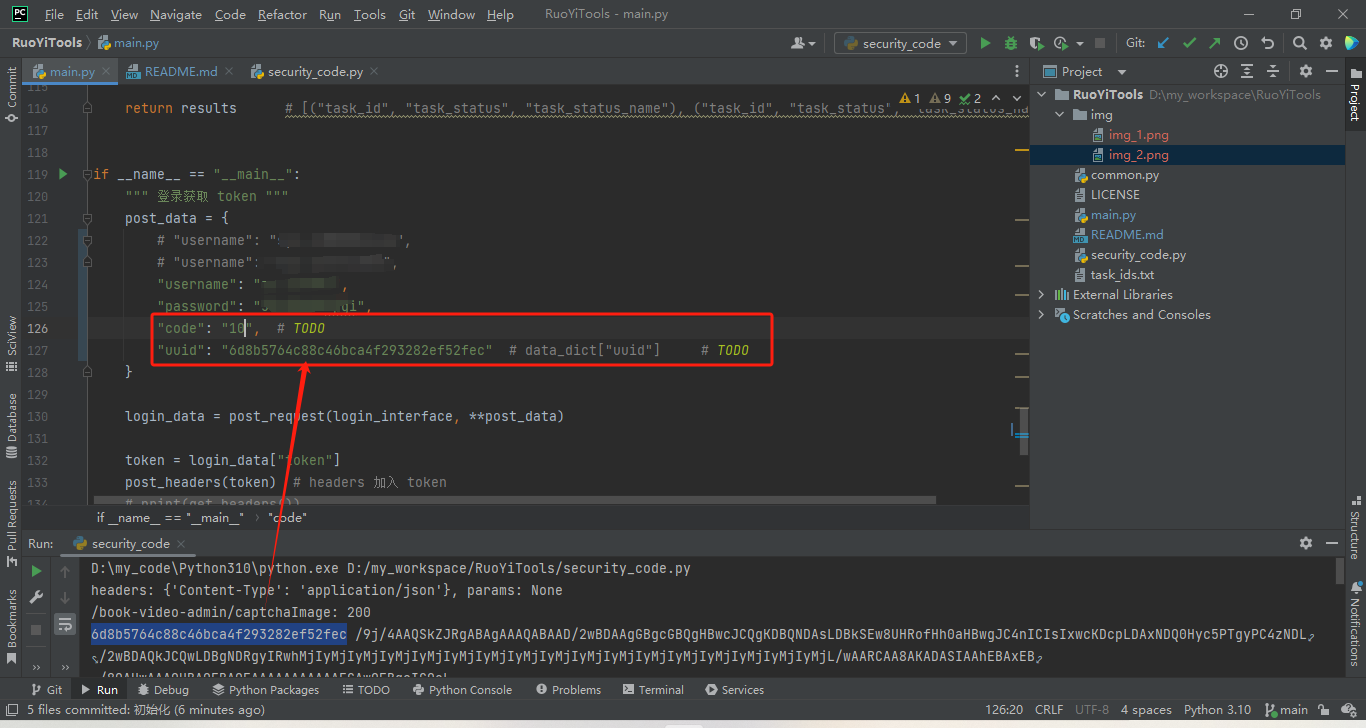 PC File Edit View Navigate Code Refactor Run Tools Git Window Help RuoYiTools - main.py
RuoYiTools main.py security_code Git:
main.py README.md security_code.py Project
115
116 return results # [("task_id", "task_status", "task_status_name"), ("task_id", "task_status",
1 9 2
117
118
119 if __name__ == "__main__":
120 """ 登录获取 token """
121 post_data = {
122 # "username": "
123 # "username":
124 "username": "
125 "password": "
126 "code": "10", # TODO
127 "uuid": "6d8b5764c88c46bca4f293282ef52fec" # data_dict["uuid"] # TODO
128 }
129
130 login_data = post_request(login_interface, **post_data)
131
132 token = login_data["token"]
133 post_headers(token) # headers 加入 token
134 # print(get_headers())
if __name__ == "__main__" › "code"
RuoYiTools D:\my_workspace\RuoYiTools
img
img_1.png
img_2.png
common.py
LICENSE
main.py
README.md
security_code.py
task_ids.txt
External Libraries
Scratches and Consoles
Commit
SciView
Database
Pull Requests
Bookmarks
Project
Structure
Notifications
Run: security_code
D:\my_code\Python310\python.exe D:/my_workspace/RuoYiTools/security_code.py
headers: {'Content-Type': 'application/json'}, params: None
/book-video-admin/captchaImage: 200
6d8b5764c88c46bca4f293282ef52fec /9j/4AAQSkZJRgABAgAAAQABAAD/2wBDAAgGBgcGBQgHBwcJCQgKDBQNDAsLDBkSEw8UHRofHh0aHBwgJC4nICIsIxwcKDcpLDAxNDQ0Hyc5PTgyPC4zNDL
/2wBDAQkJCQwLDBgNDRgyIRwhMjIyMjIyMjIyMjIyMjIyMjIyMjIyMjIyMjIyMjIyMjIyMjIyMjIyMjIyMjIyMjIyMjL/wAARCAA8AKADASIAAhEBAxEB
Git Run Debug Python Packages TODO Python Console Problems Terminal Services
5 files committed: 初始化 (6 minutes ago) 126:20 CRLF UTF-8 4 spaces Python 3.10 main